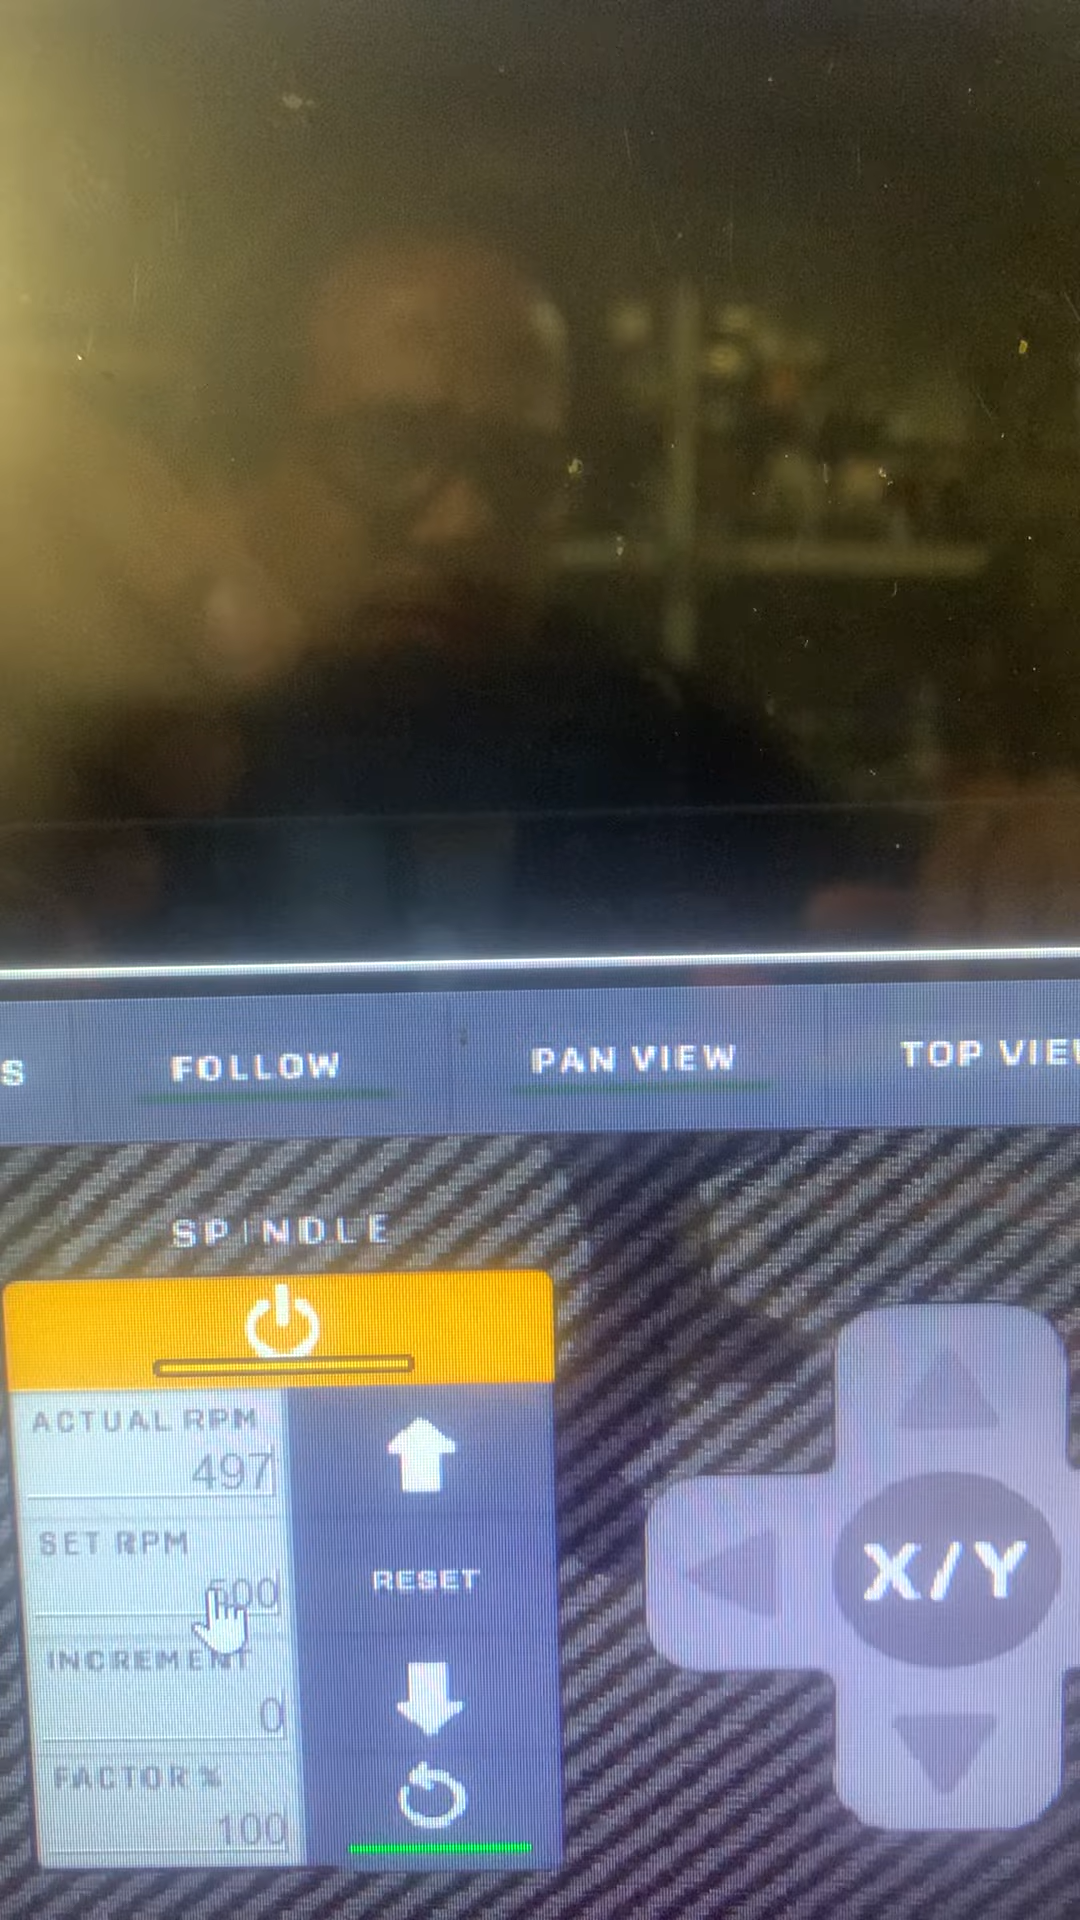 S FOLLOW PAN VIEW TOP VIE
SPINDLE
ACTUAL RPM
497
SET RPM
500
RESET
X/Y
INCREMENT
0
FACTOR %
100